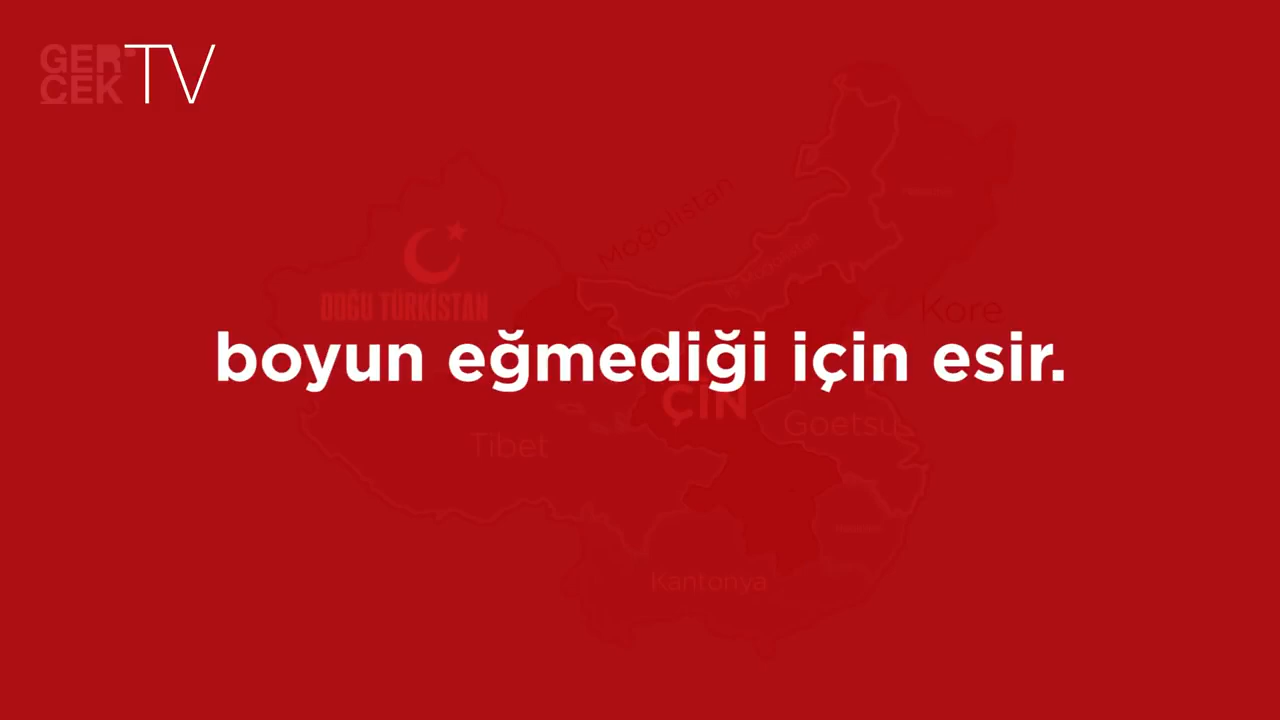 GERÇEK TV
Moğolistan
DOĞU TÜRKİSTAN
Kore
boyun eğmediği için esir.
ÇİN
Goetsu
Tibet
Kantonya